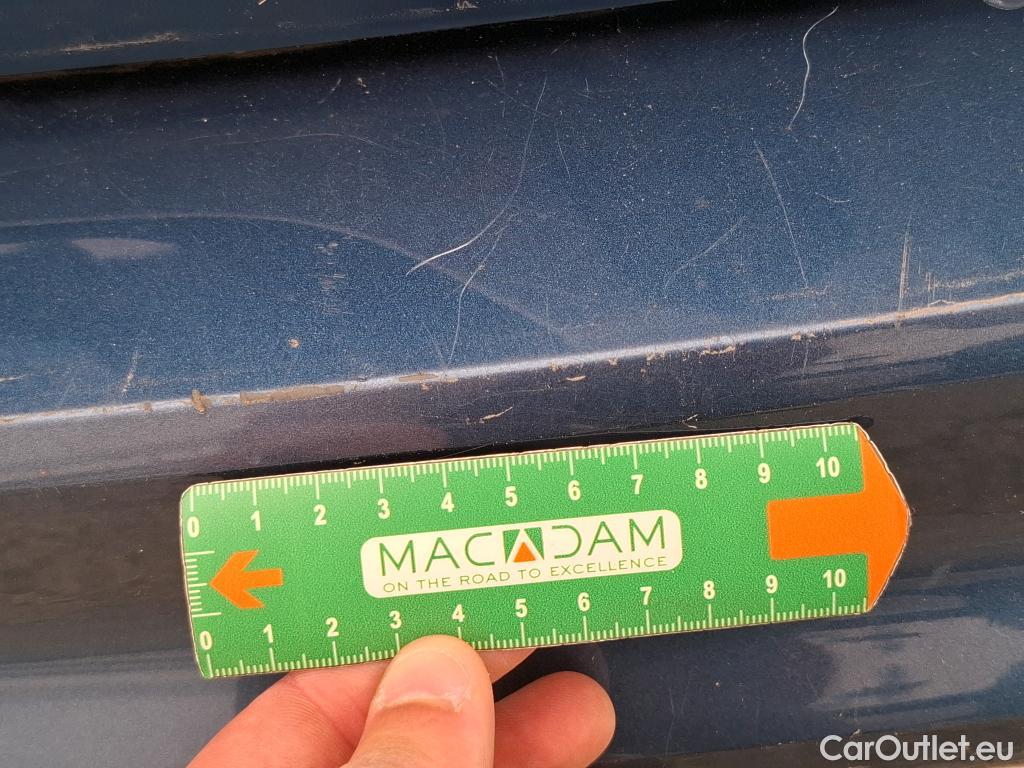 0 1 2 3 4 5 6 7 8 9 10
MACADAM
ON THE ROAD TO EXCELLENCE
0 1 2 3 4 5 6 7 8 9 10
CarOutlet.eu